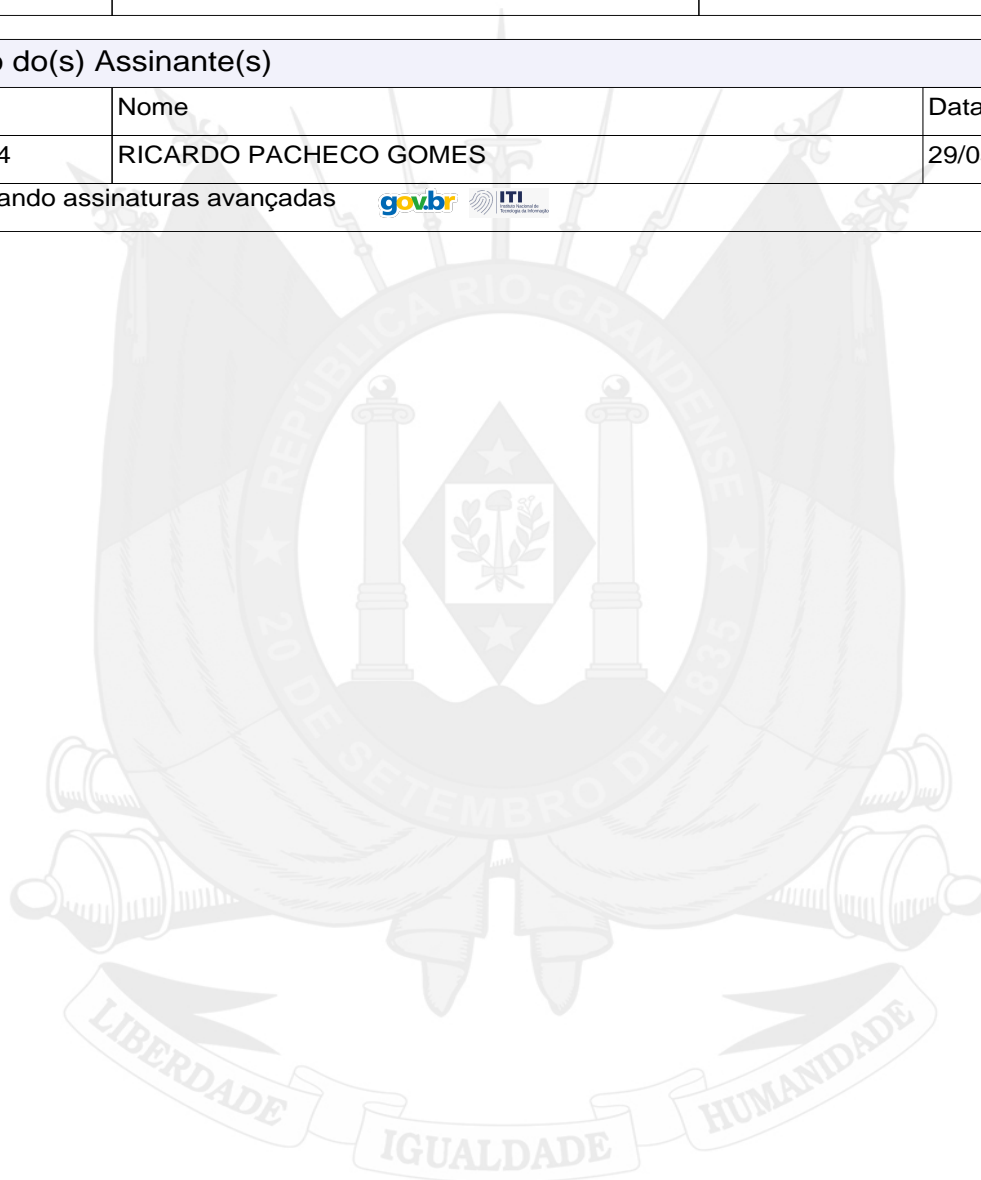 o do(s) Assinante(s)
Nome
Data
4
RICARDO PACHECO GOMES
29/0
ando assinaturas avançadas gov.br ITI
REPÚBLICA RIO-GRANDENSE
20 DE SETEMBRO DE 1835
LIBERDADE
IGUALDADE
HUMANIDADE